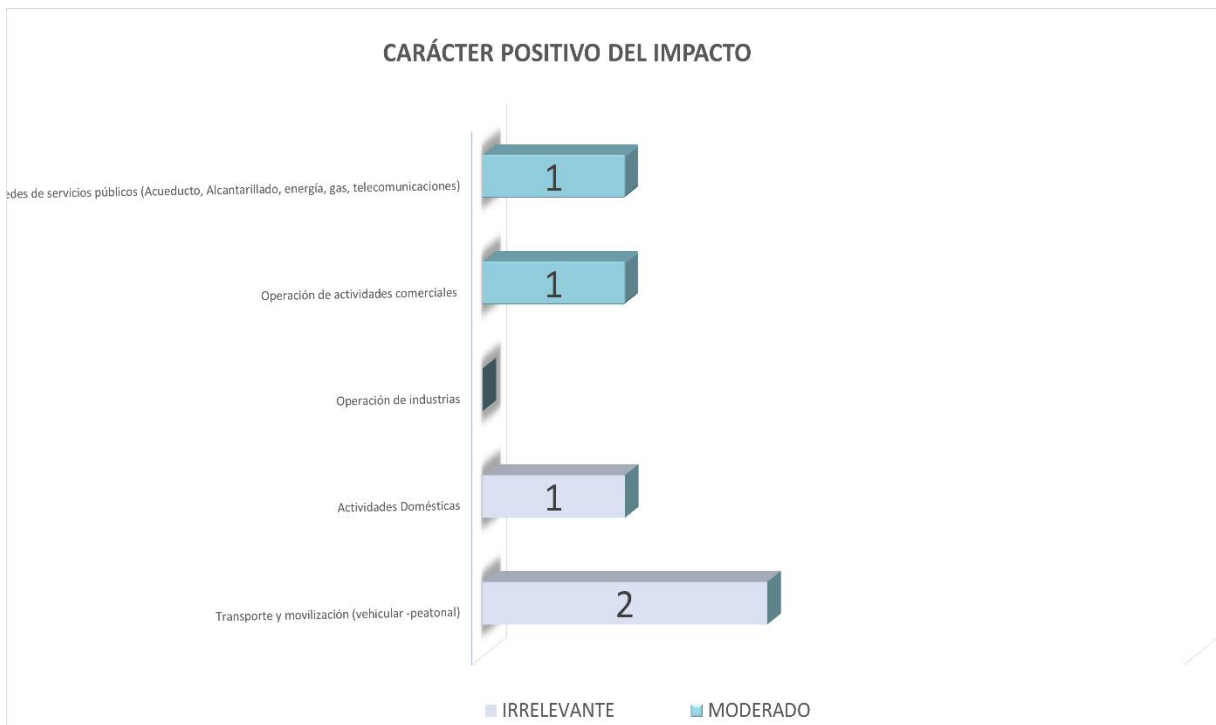 CARÁCTER POSITIVO DEL IMPACTO
de servicios públicos (Acueducto, Alcantarillado, energía, gas, telecomunicaciones)
1
Operación de actividades comerciales
1
Operación de industrias
Actividades Domésticas
1
Transporte y movilización (vehicular -peatonal)
2
IRRELEVANTE MODERADO